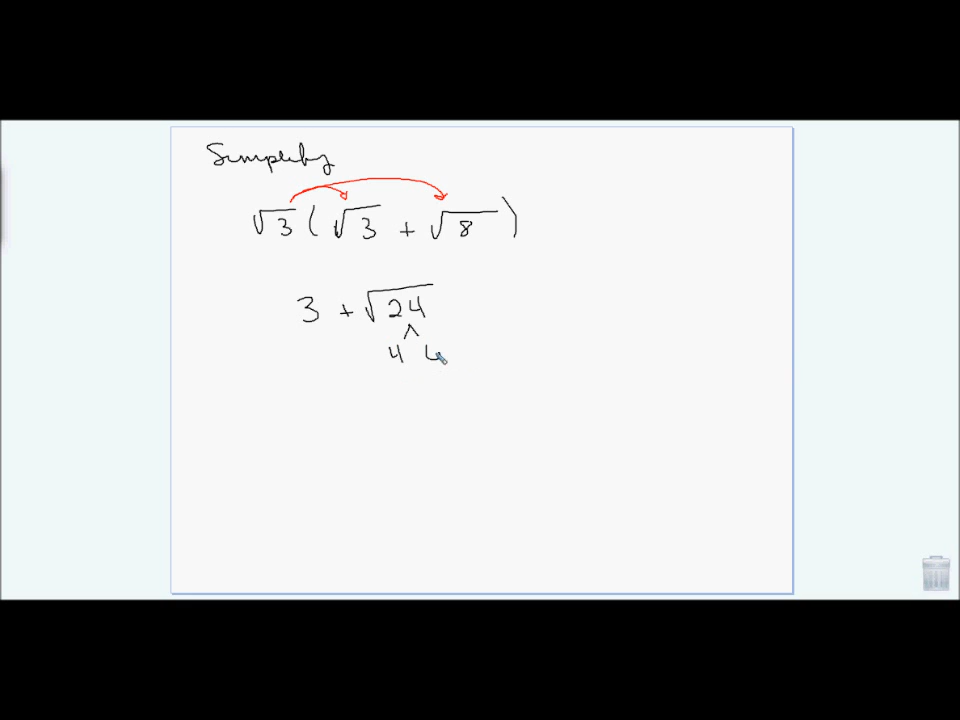 Simplify
√3 ( √3 + √8 )
3 + √24
4